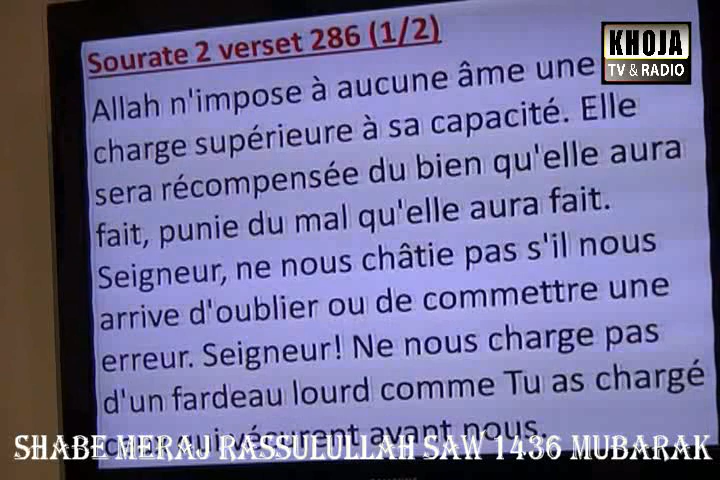 KHOJA
TV & RADIO
Sourate 2 verset 286 (1/2)
Allah n'impose à aucune âme une
charge supérieure à sa capacité. Elle
sera récompensée du bien qu'elle aura
fait, punie du mal qu'elle aura fait.
Seigneur, ne nous châtie pas s'il nous
arrive d'oublier ou de commettre une
erreur. Seigneur! Ne nous charge pas
d'un fardeau lourd comme Tu as chargé
ceux qui vécurent avant nous.
SHABE MERAJ RASSULULLAH SAW 1436 MUBARAK